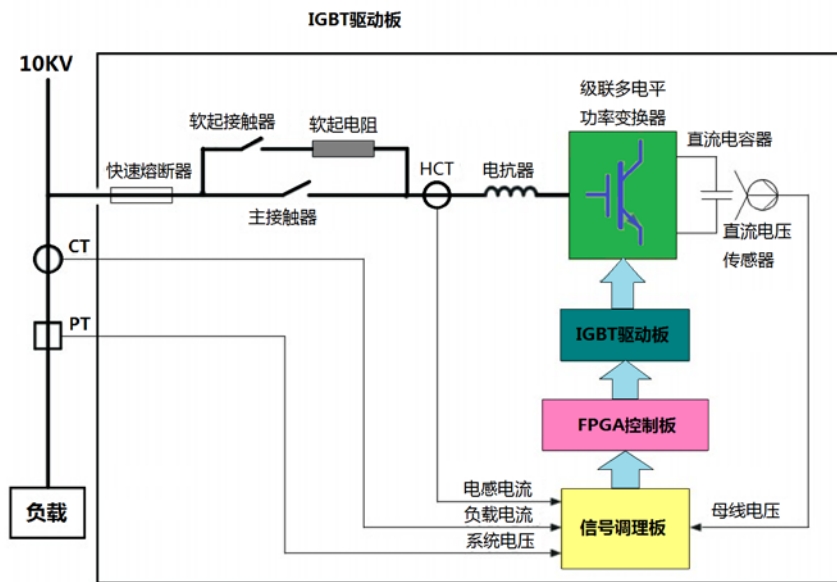 IGBT驱动板
10KV
级联多电平
功率变换器
软起接触器
软起电阻
直流电容器
快速熔断器
HCT
电抗器
主接触器
直流电压
传感器
CT
PT
IGBT驱动板
FPGA控制板
电感电流
负载电流
系统电压
信号调理板
母线电压
负载